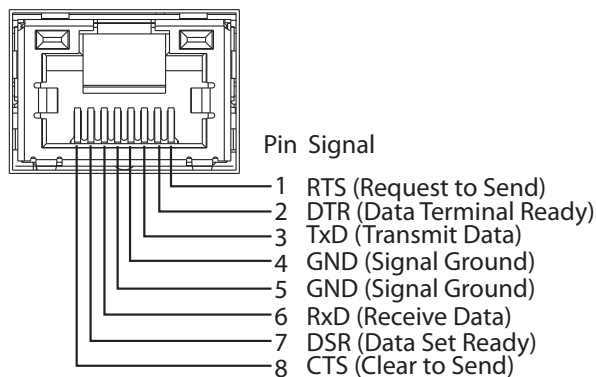 Pin Signal
1 RTS (Request to Send)
2 DTR (Data Terminal Ready)
3 TxD (Transmit Data)
4 GND (Signal Ground)
5 GND (Signal Ground)
6 RxD (Receive Data)
7 DSR (Data Set Ready)
8 CTS (Clear to Send)